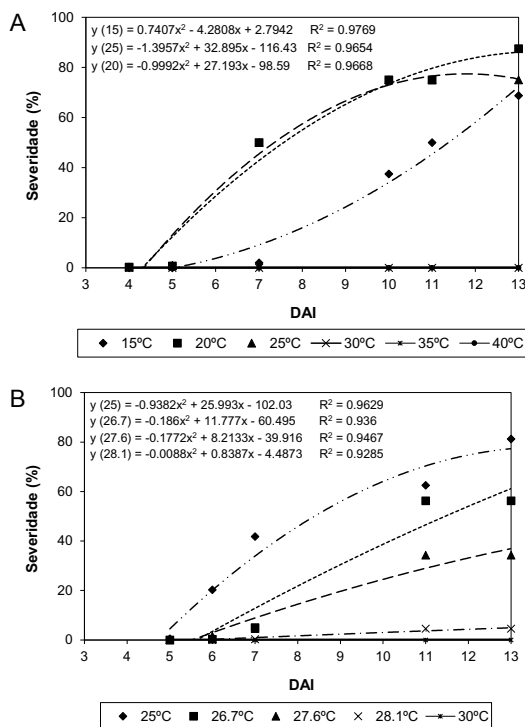 A
y (15) = 0.7407x² - 4.2808x + 2.7942 R² = 0.9769
y (25) = -1.3957x² + 32.895x - 116.43 R² = 0.9654
y (20) = -0.9992x² + 27.193x - 98.59 R² = 0.9668
100
80
60
40
20
0
Severidade (%)
3 4 5 6 7 8 9 10 11 12 13
DAI
15ºC 20ºC 25ºC 30ºC 35ºC 40ºC
B
y (25) = -0.9382x² + 25.993x - 102.03 R² = 0.9629
y (26.7) = -0.186x² + 11.777x - 60.495 R² = 0.936
y (27.6) = -0.1772x² + 8.2133x - 39.916 R² = 0.9467
y (28.1) = -0.0088x² + 0.8387x - 4.4873 R² = 0.9285
100
80
60
40
20
0
Severidade (%)
3 4 5 6 7 8 9 10 11 12 13
DAI
25ºC 26.7ºC 27.6ºC 28.1ºC 30ºC